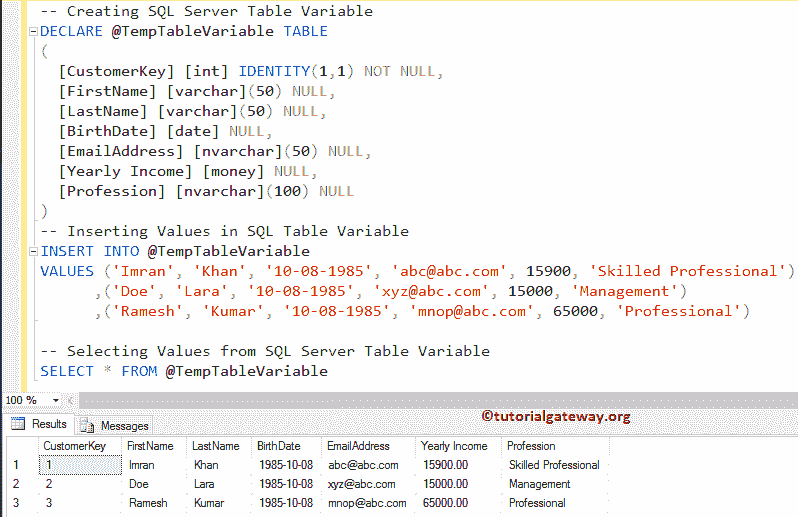 -- Creating SQL Server Table Variable
DECLARE @TempTableVariable TABLE
(
[CustomerKey] [int] IDENTITY(1,1) NOT NULL,
[FirstName] [varchar](50) NULL,
[LastName] [varchar](50) NULL,
[BirthDate] [date] NULL,
[EmailAddress] [nvarchar](50) NULL,
[Yearly Income] [money] NULL,
[Profession] [nvarchar](100) NULL
)
-- Inserting Values in SQL Table Variable
INSERT INTO @TempTableVariable
VALUES ('Imran', 'Khan', '10-08-1985', 'abc@abc.com', 15900, 'Skilled Professional')
,('Doe', 'Lara', '10-08-1985', 'xyz@abc.com', 15000, 'Management')
,('Ramesh', 'Kumar', '10-08-1985', 'mnop@abc.com', 65000, 'Professional')
-- Selecting Values from SQL Server Table Variable
SELECT * FROM @TempTableVariable
100 %
©tutorialgateway.org
Results Messages
CustomerKey FirstName LastName BirthDate EmailAddress Yearly Income Profession
1 1 Imran Khan 1985-10-08 abc@abc.com 15900.00 Skilled Professional
2 2 Doe Lara 1985-10-08 xyz@abc.com 15000.00 Management
3 3 Ramesh Kumar 1985-10-08 mnop@abc.com 65000.00 Professional